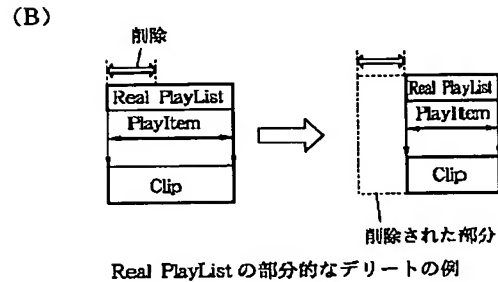 (B)
削除
Real PlayList
PlayItem
Clip
Real PlayList
PlayItem
Clip
削除された部分
Real PlayList の部分的なデリートの例